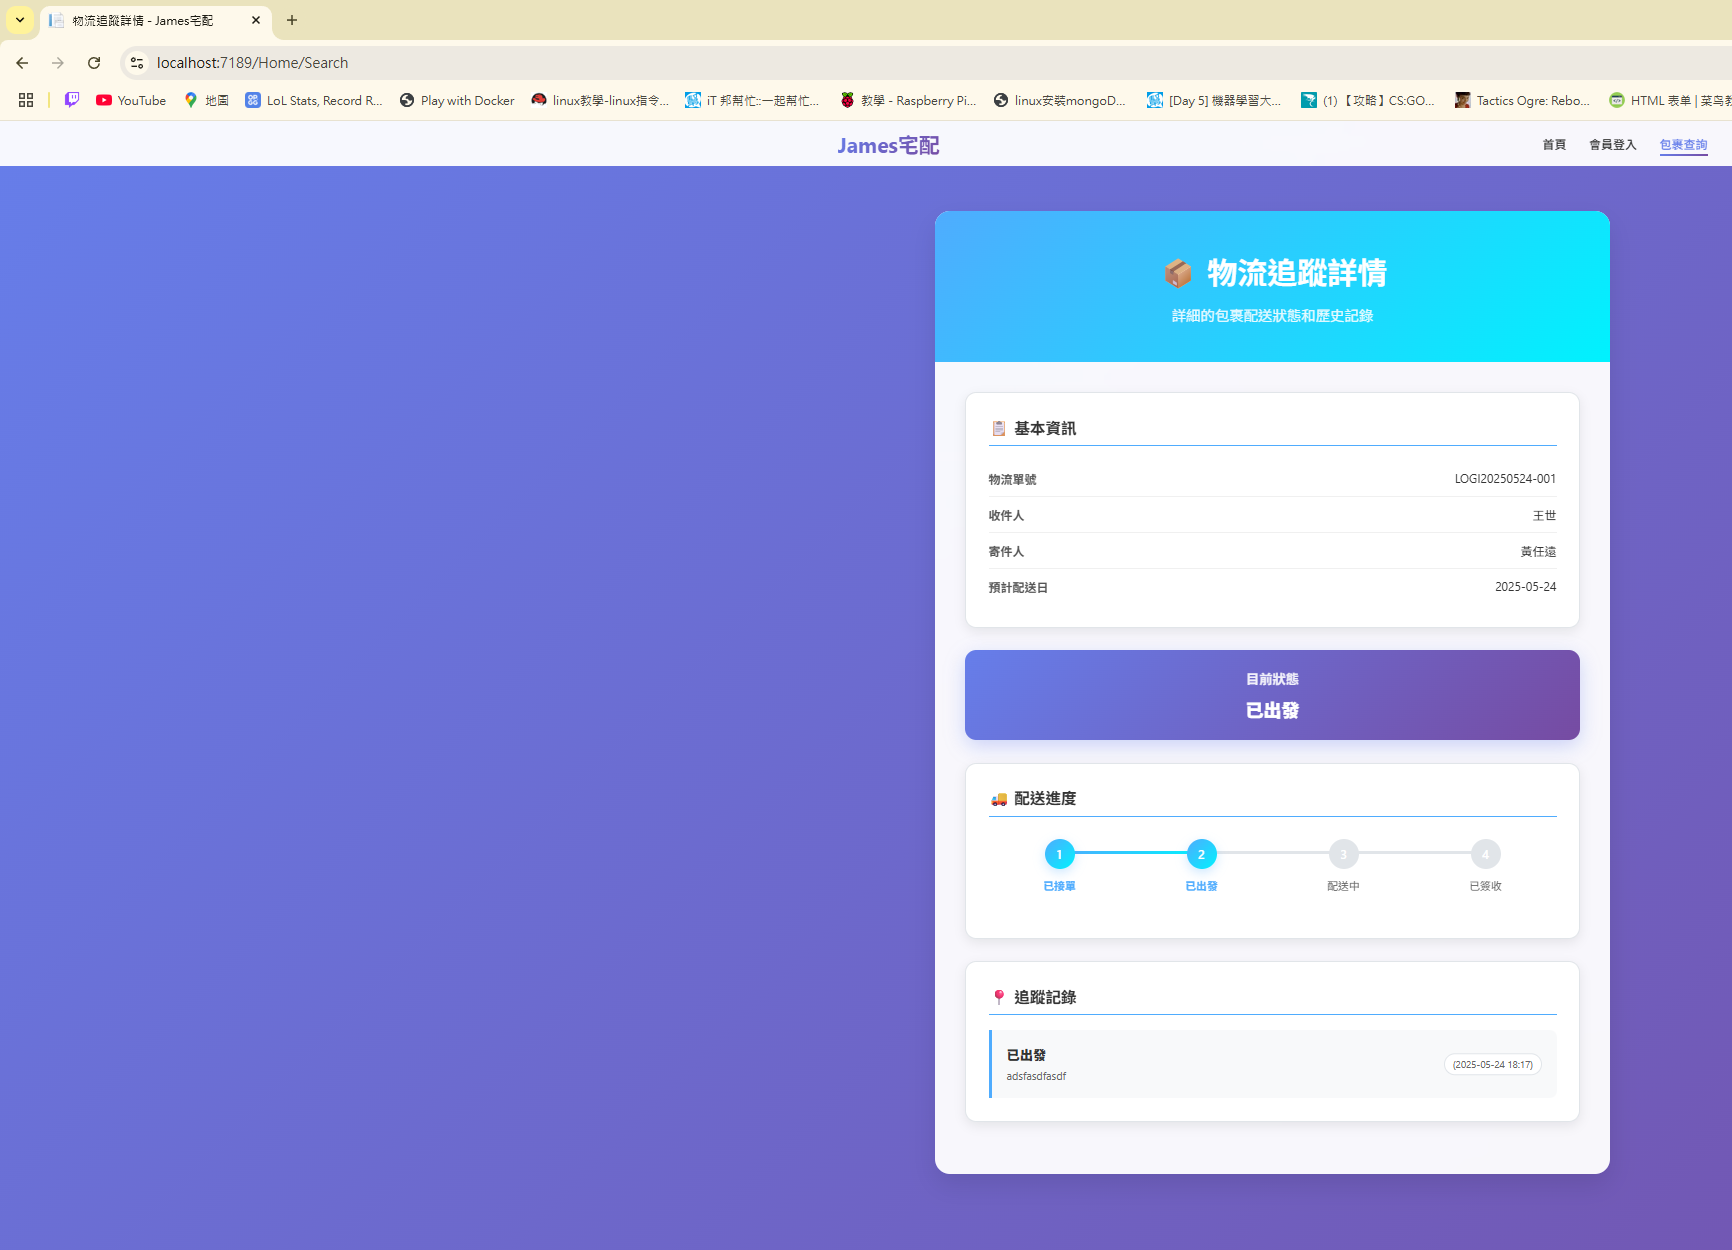 物流追蹤詳情 - James宅配
localhost:7189/Home/Search
YouTube
地圖
LoL Stats, Record R...
Play with Docker
linux教學-linux指令...
iT 邦幫忙::一起幫忙...
教學 - Raspberry Pi...
linux安裝mongoD...
[Day 5] 機器學習大...
(1) 【攻略】CS:GO...
Tactics Ogre: Rebo...
HTML 表单 | 菜鸟教
James宅配
首頁
會員登入
包裹查詢
📦 物流追蹤詳情
詳細的包裹配送狀態和歷史記錄
📋 基本資訊
物流單號 LOGI20250524-001
收件人 王世
寄件人 黃任遠
預計配送日 2025-05-24
目前狀態
已出發
🚚 配送進度
1 2 3 4
已接單 已出發 配送中 已簽收
📍 追蹤記錄
已出發
adsfasdfasdf
(2025-05-24 18:17)